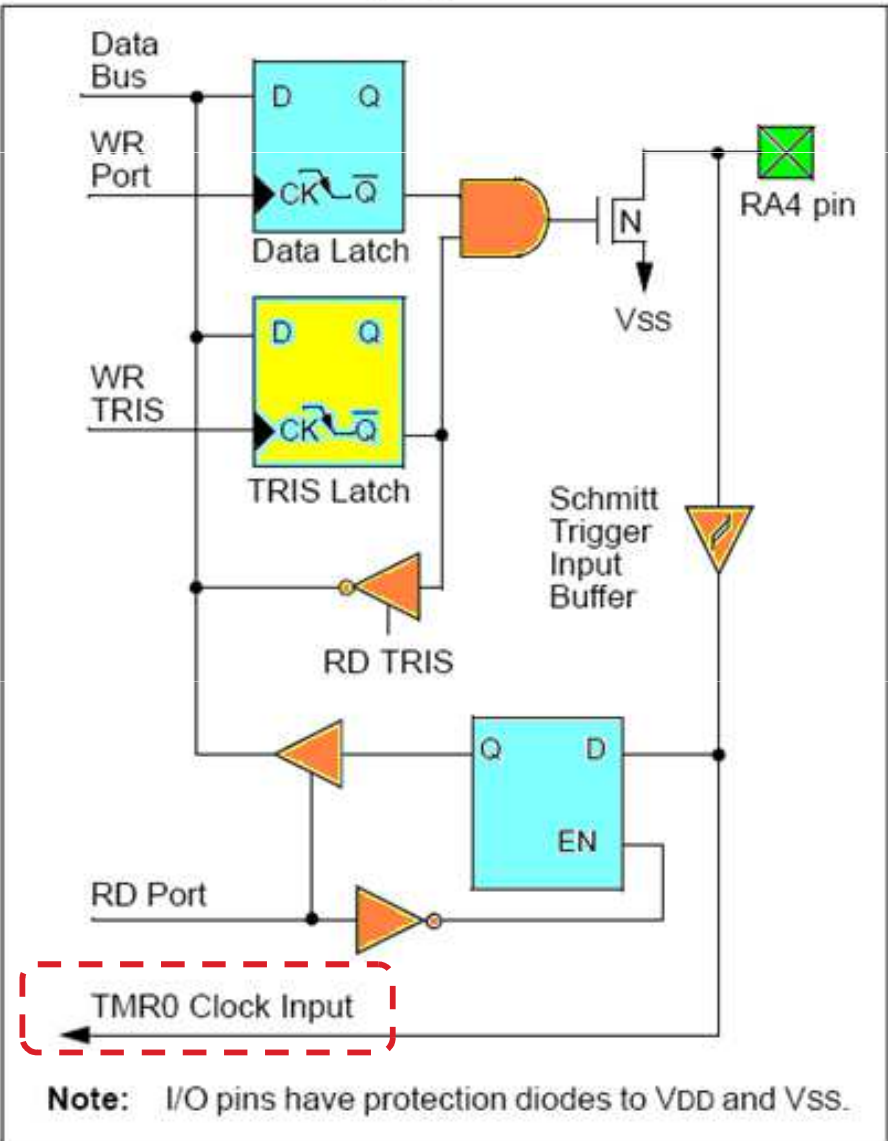 Data
Bus
D Q
WR
Port
CK Q
Data Latch
RA4 pin
N
VSS
D Q
WR
TRIS
CK Q
TRIS Latch
Schmitt
Trigger
Input
Buffer
RD TRIS
Q D
EN
RD Port
TMR0 Clock Input
Note: I/O pins have protection diodes to VDD and VSS.